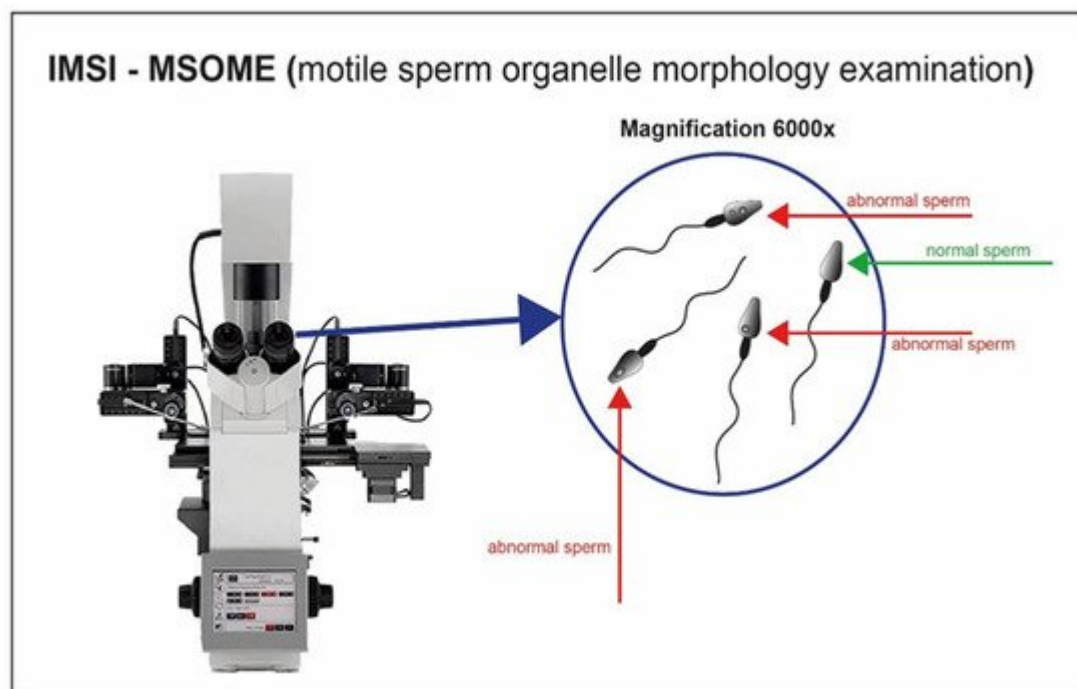 IMSI - MSOME (motile sperm organelle morphology examination)
Magnification 6000x
abnormal sperm
normal sperm
abnormal sperm
abnormal sperm